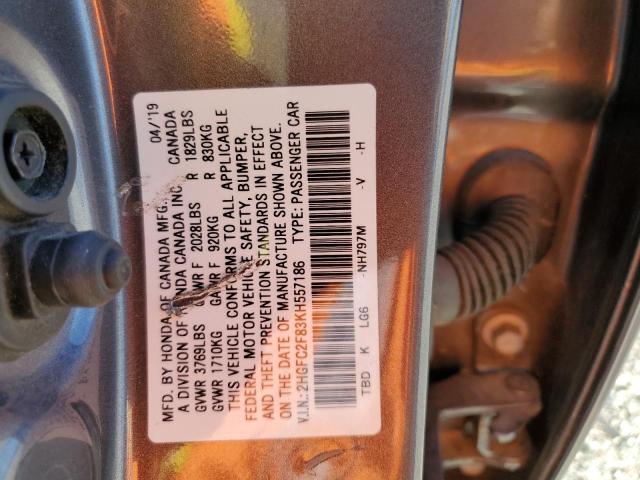 MFD. BY HONDA OF CANADA MFG., 04/'19
A DIVISION OF HONDA CANADA INC., CANADA
GVWR 3769LBS GAWR F 2028LBS R 1829LBS
GVWR 1710KG GAWR F 920KG R 830KG
THIS VEHICLE CONFORMS TO ALL APPLICABLE
FEDERAL MOTOR VEHICLE SAFETY, BUMPER,
AND THEFT PREVENTION STANDARDS IN EFFECT
ON THE DATE OF MANUFACTURE SHOWN ABOVE.
V.I.N.:2HGFC2F83KH557186 TYPE: PASSENGER CAR
TBD K LG6 -NH797M -V -H